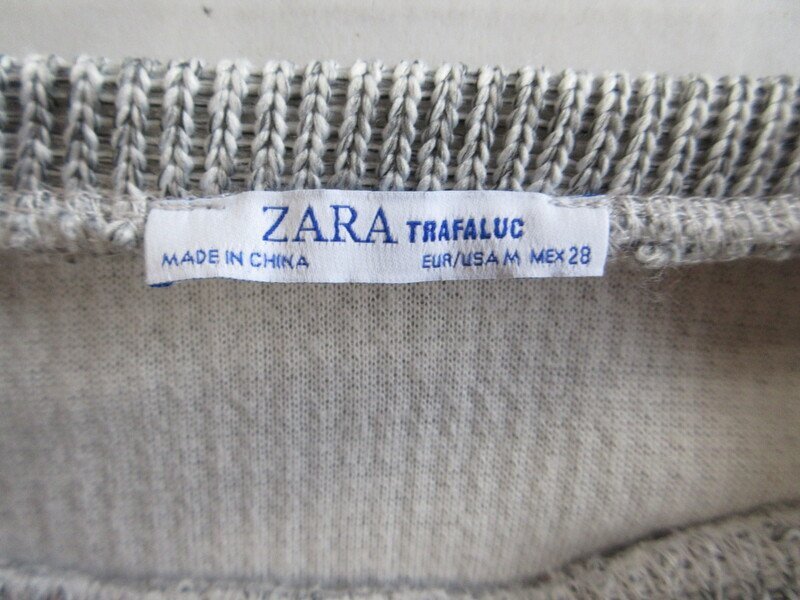 ZARA TRAFALUC
MADE IN CHINA EUR/USA M MEX 28